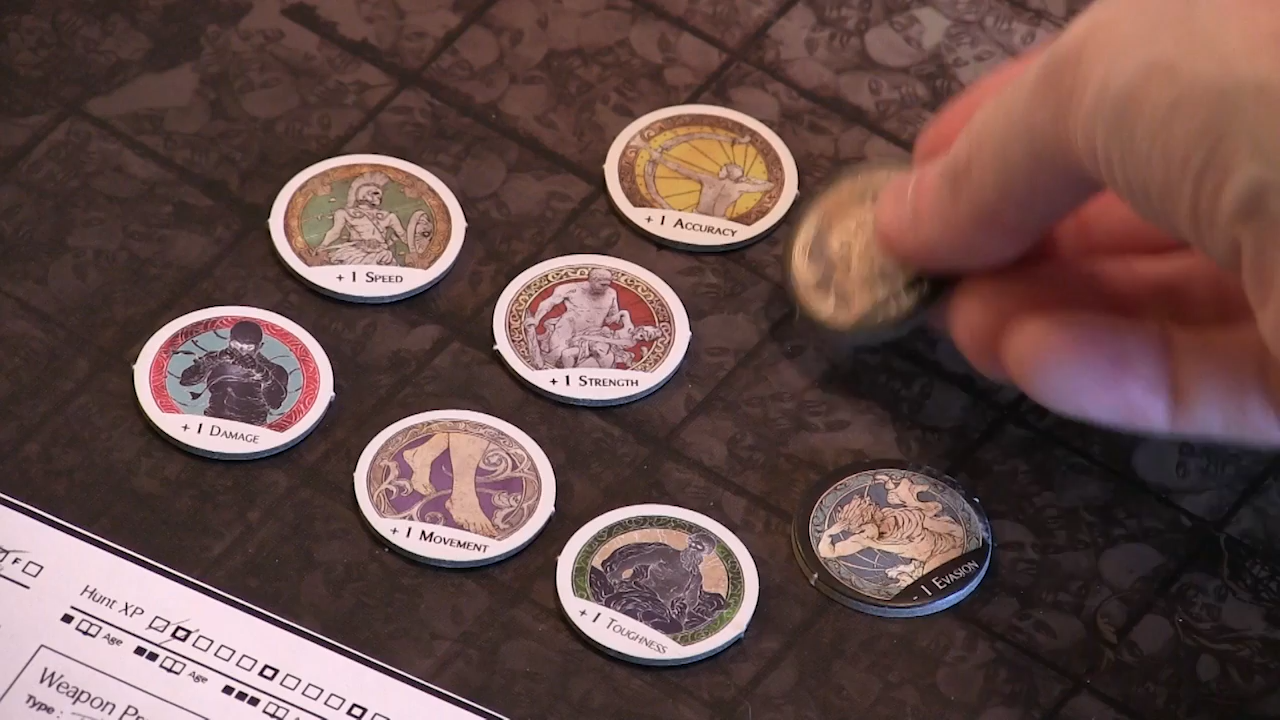 + 1 ACCURACY
+ 1 SPEED
+ 1 STRENGTH
+ 1 DAMAGE
+ 1 MOVEMENT
- 1 EVASION
+ 1 TOUGHNESS
F
Hunt XP
Age
Age
Weapon
Type :